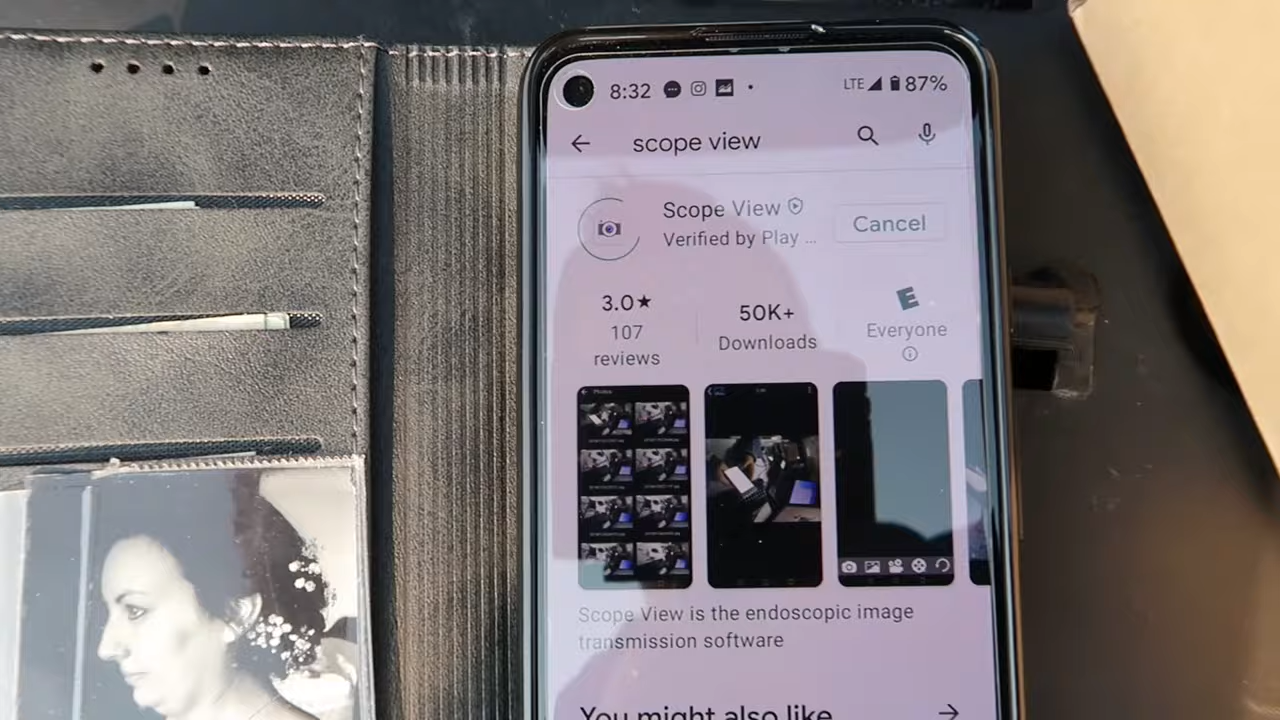 8:32
LTE 87%
scope view
Scope View
Verified by Play ...
Cancel
3.0★
107
reviews
50K+
Downloads
E
Everyone
Photos
Scope View is the endoscopic image
transmission software
You might also like